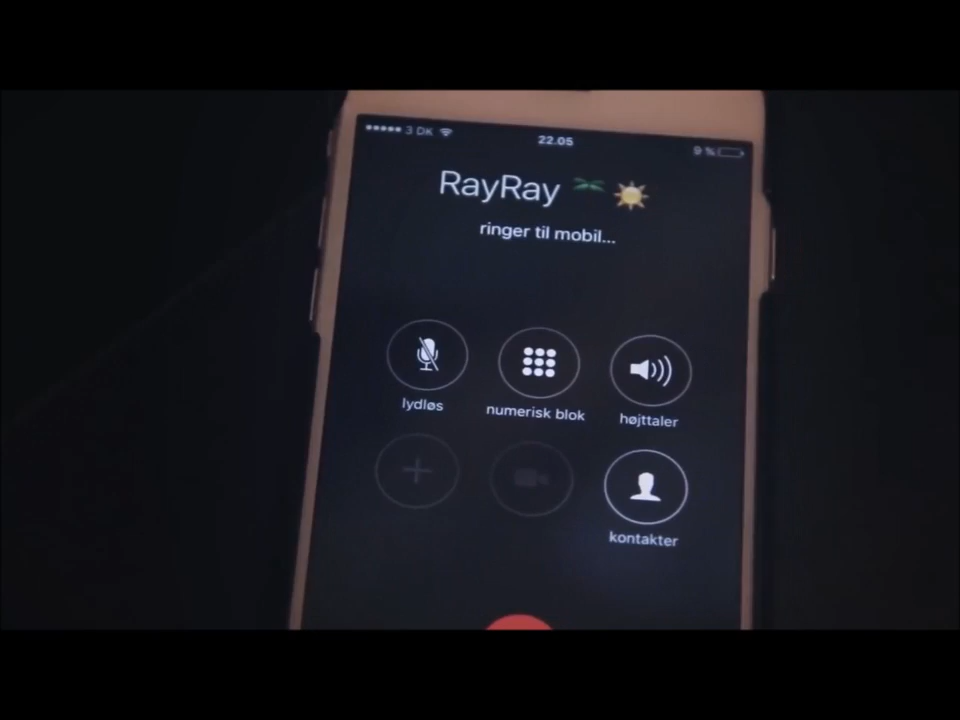 3 DK 22.05 9 %
RayRay 🌱☀️
ringer til mobil...
lydløs numerisk blok højttaler
kontakter